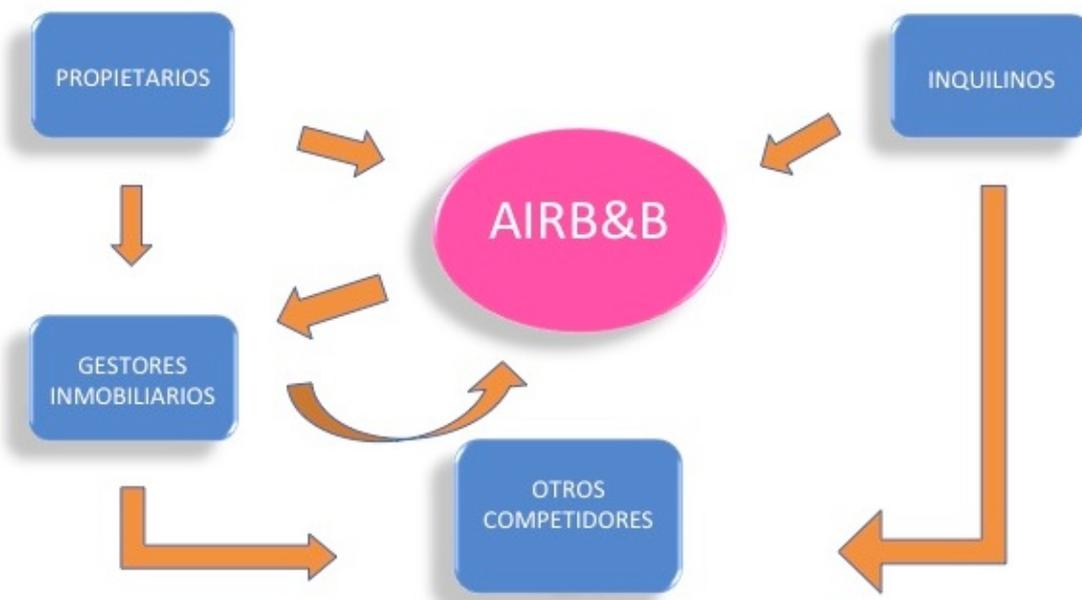 PROPIETARIOS
INQUILINOS
AIRB&B
GESTORES
INMOBILIARIOS
OTROS
COMPETIDORES